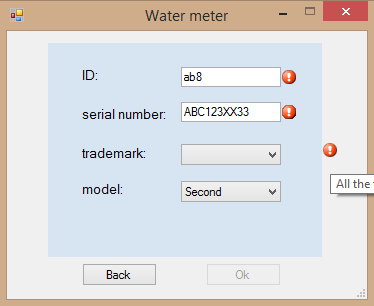 Water meter
ID: ab8
serial number: ABC123XX33
trademark:
All the
model: Second
Back Ok